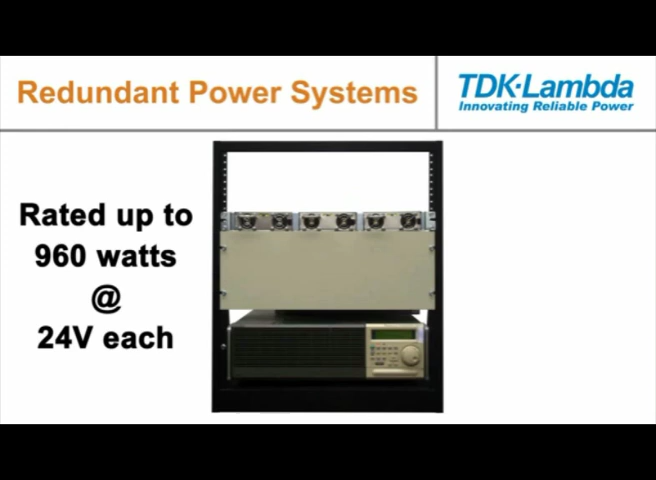 Redundant Power Systems
TDK·Lambda
Innovating Reliable Power
Rated up to
960 watts
@
24V each